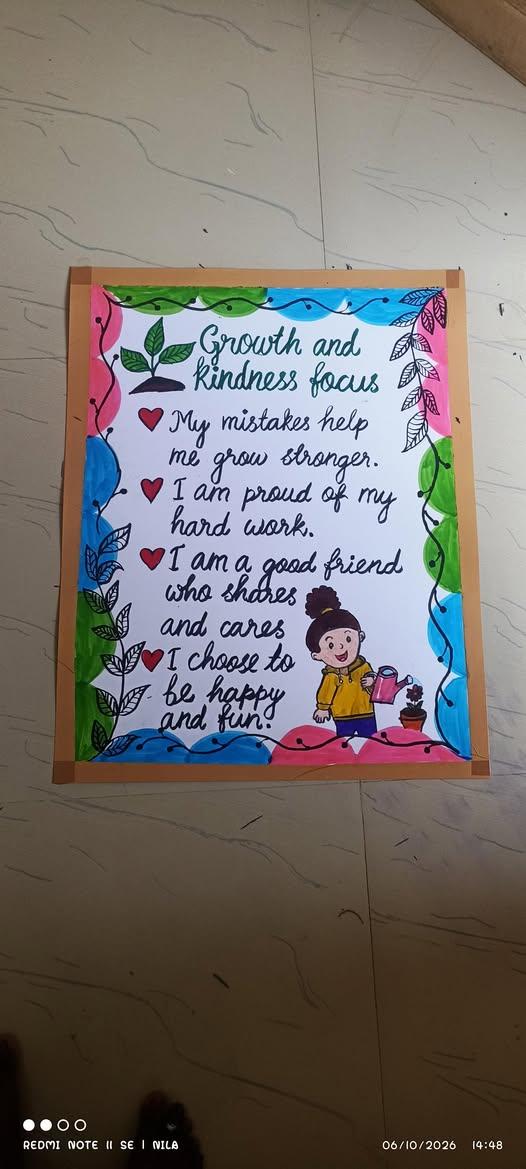 Growth and
kindness focus
My mistakes help
me grow stronger.
I am proud of my
hard work.
I am a good friend
who shares
and cares
I choose to
be happy
and fun.
REDMI NOTE 11 SE | NILA
06/10/2026 14:48